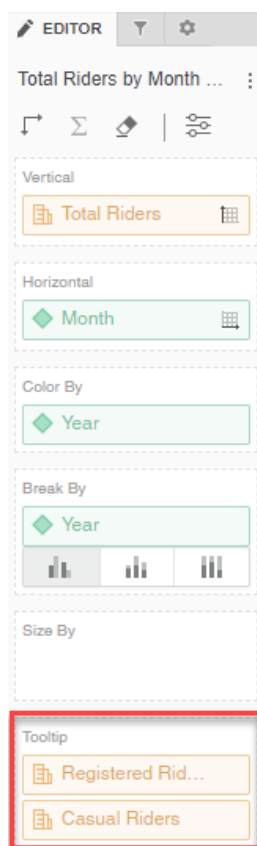 EDITOR
Total Riders by Month ...
Vertical
Total Riders
Horizontal
Month
Color By
Year
Break By
Year
Size By
Tooltip
Registered Rid...
Casual Riders